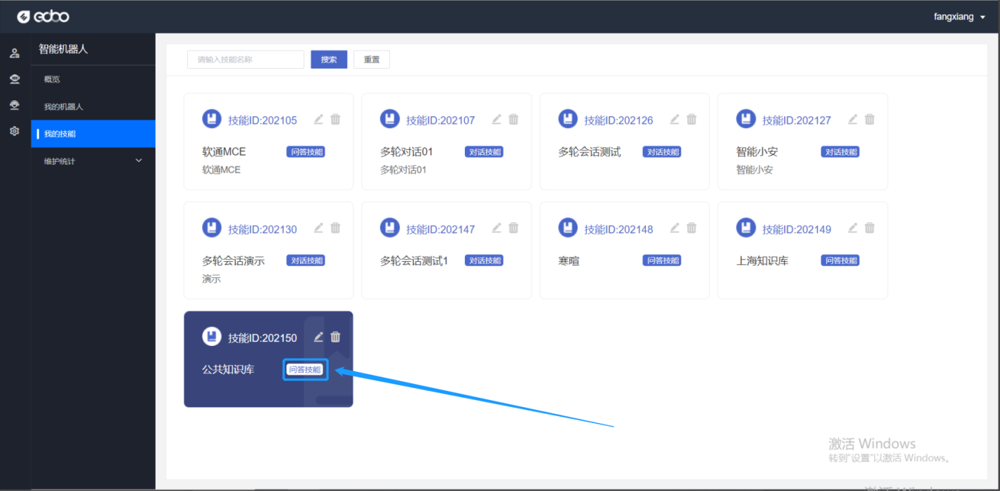 edbo
fangxiang
智能机器人
概览
我的机器人
我的技能
维护统计
请输入技能名称
搜索
重置
技能ID:202105
软通MCE
问答技能
软通MCE
技能ID:202107
多轮对话01
对话技能
多轮对话01
技能ID:202126
多轮会话测试
对话技能
技能ID:202127
智能小安
对话技能
智能小安
技能ID:202130
多轮会话演示
对话技能
演示
技能ID:202147
多轮会话测试1
对话技能
技能ID:202148
寒暄
问答技能
技能ID:202149
上海知识库
问答技能
技能ID:202150
公共知识库
问答技能
激活 Windows
转到"设置"以激活 Windows。